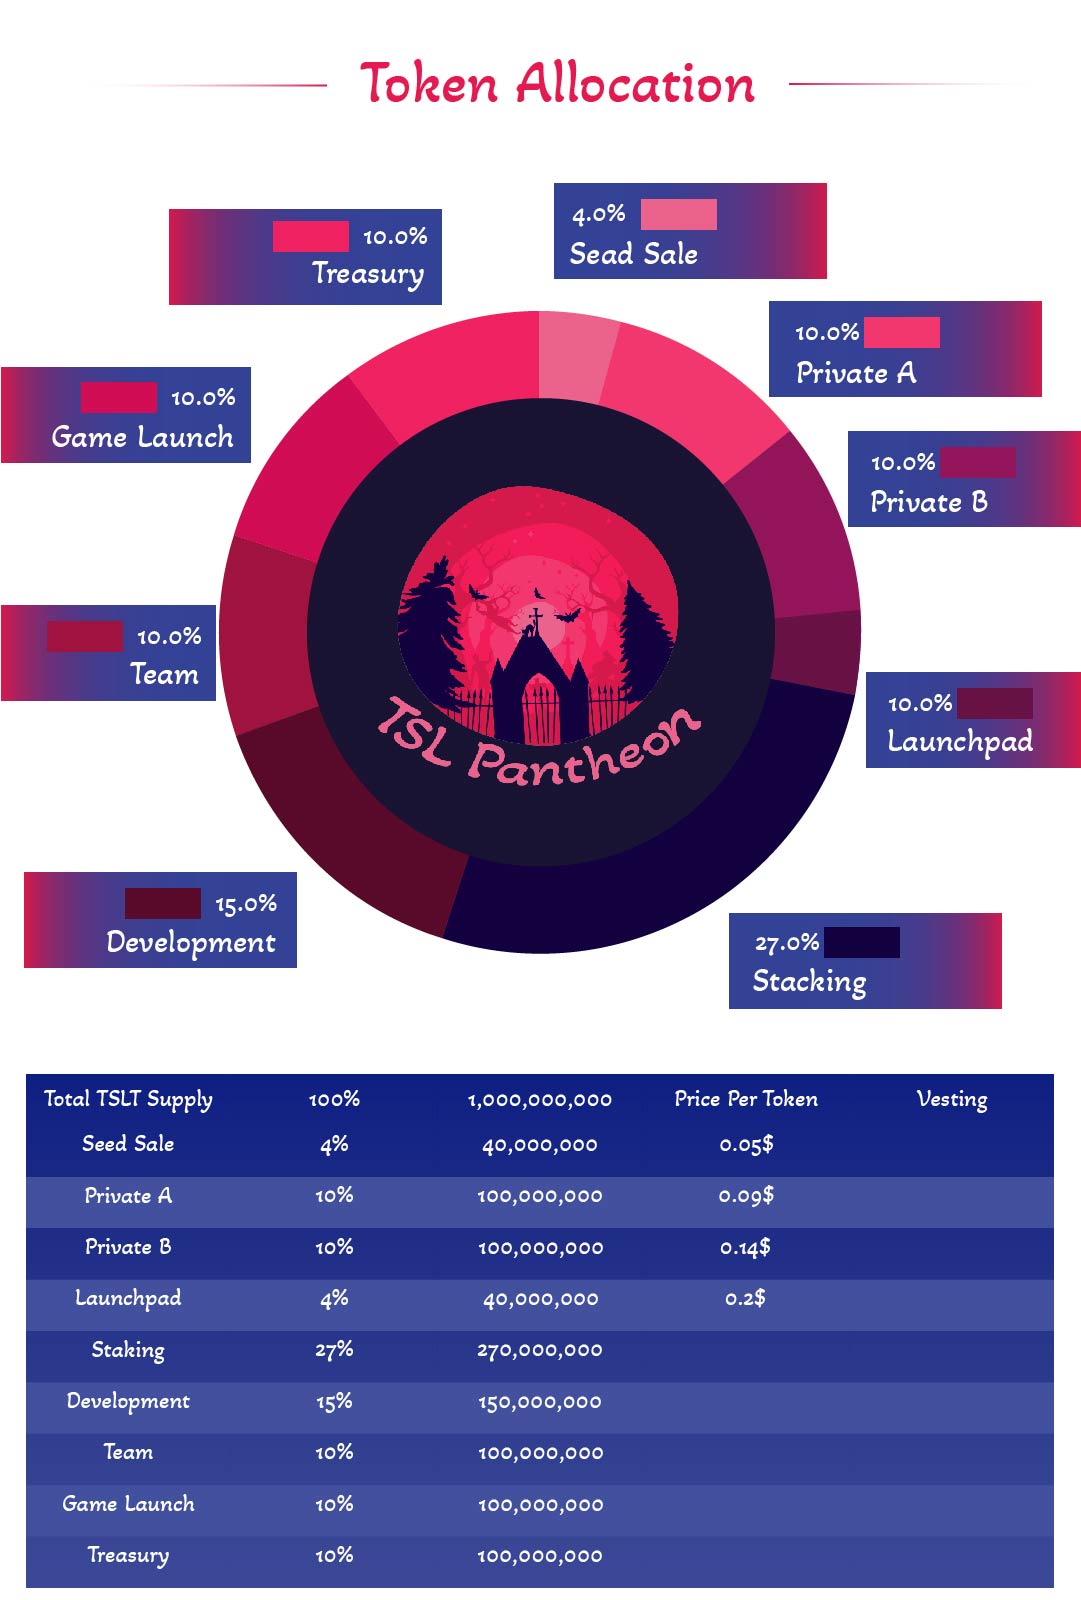 Token Allocation
4.0%
Sead Sale
10.0%
Treasury
10.0%
Private A
10.0%
Game Launch
10.0%
Private B
10.0%
Team
10.0%
Launchpad
TSL Pantheon
15.0%
Development
27.0%
Stacking
Total TSLT Supply 100% 1,000,000,000 Price Per Token Vesting
Seed Sale 4% 40,000,000 0.05$
Private A 10% 100,000,000 0.09$
Private B 10% 100,000,000 0.14$
Launchpad 4% 40,000,000 0.2$
Staking 27% 270,000,000
Development 15% 150,000,000
Team 10% 100,000,000
Game Launch 10% 100,000,000
Treasury 10% 100,000,000